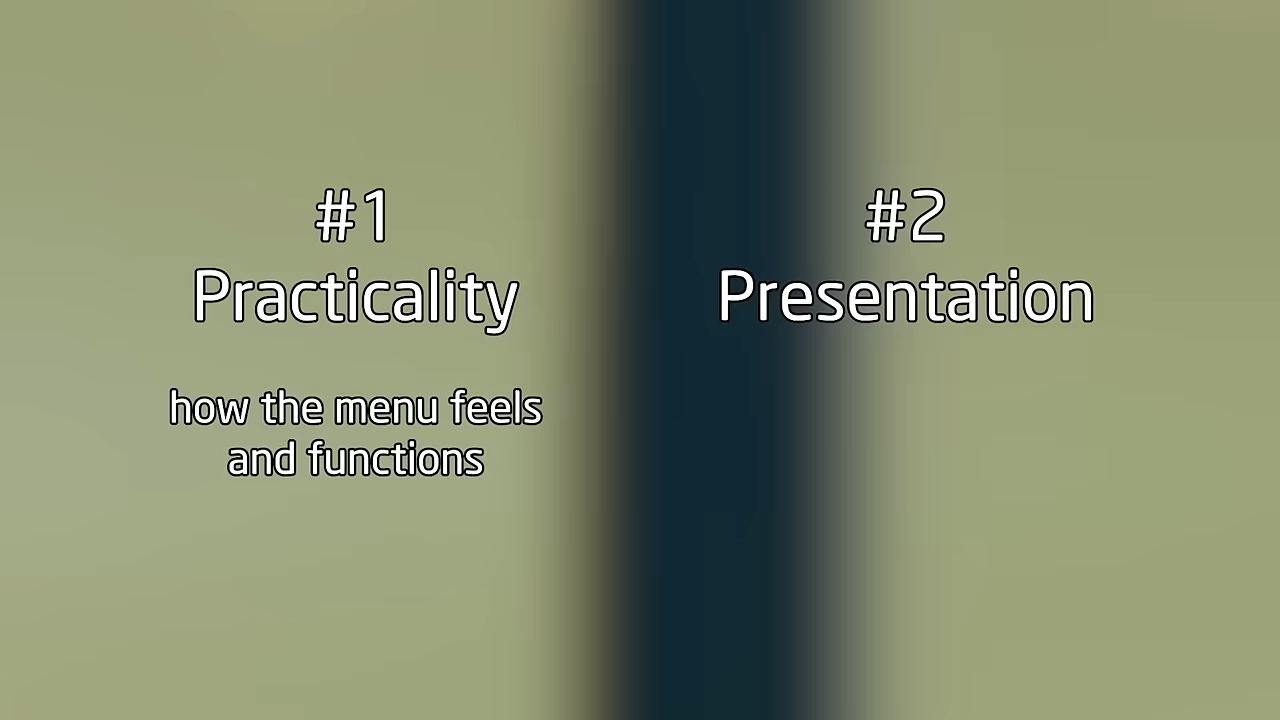 #1
Practicality
how the menu feels
and functions
#2
Presentation